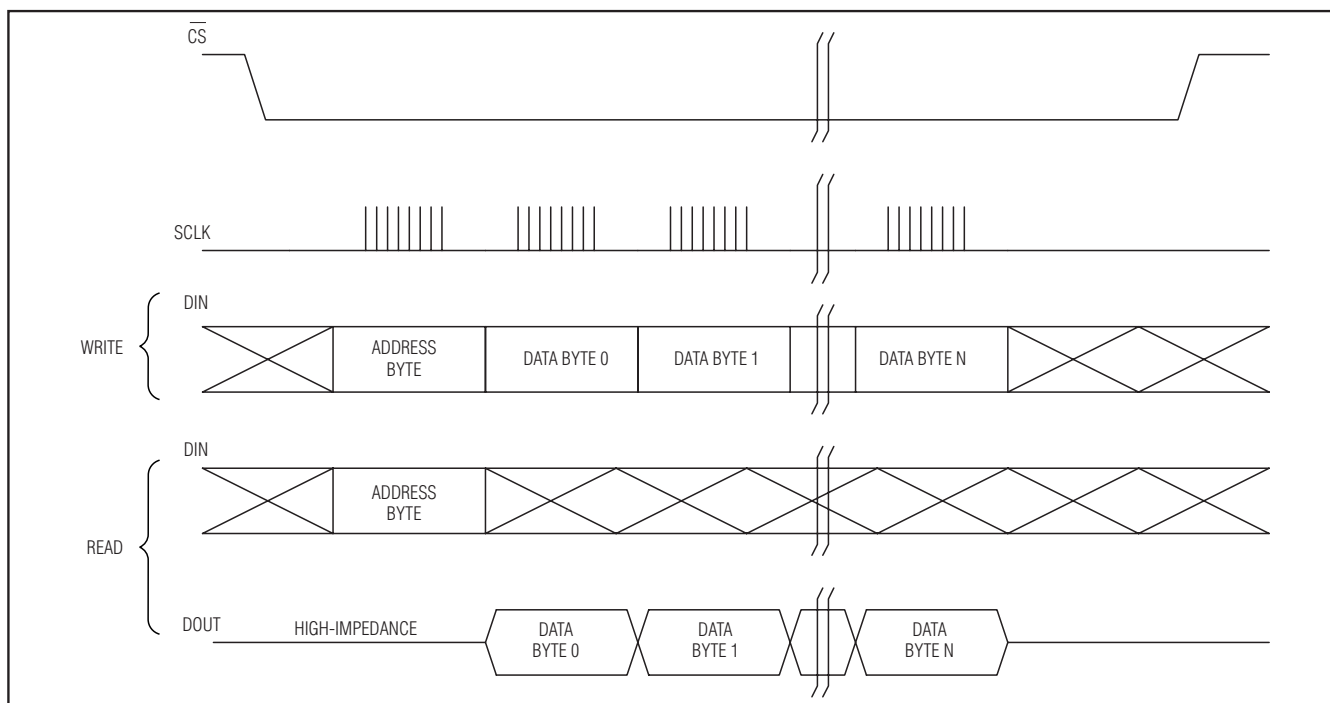 CS
SCLK
DIN
WRITE
ADDRESS
BYTE
DATA BYTE 0
DATA BYTE 1
DATA BYTE N
DIN
ADDRESS
BYTE
READ
DOUT
HIGH-IMPEDANCE
DATA
BYTE 0
DATA
BYTE 1
DATA
BYTE N